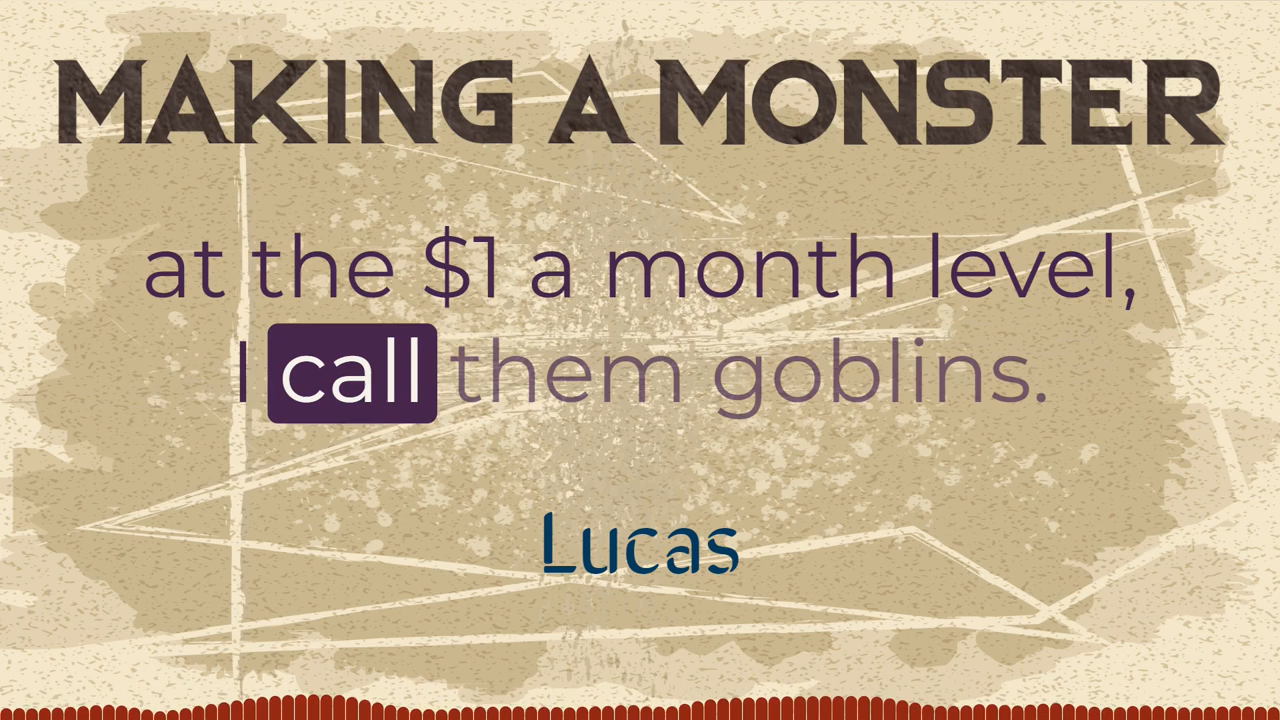 MAKING A MONSTER
at the $1 a month level,
I call them goblins.
Lucas